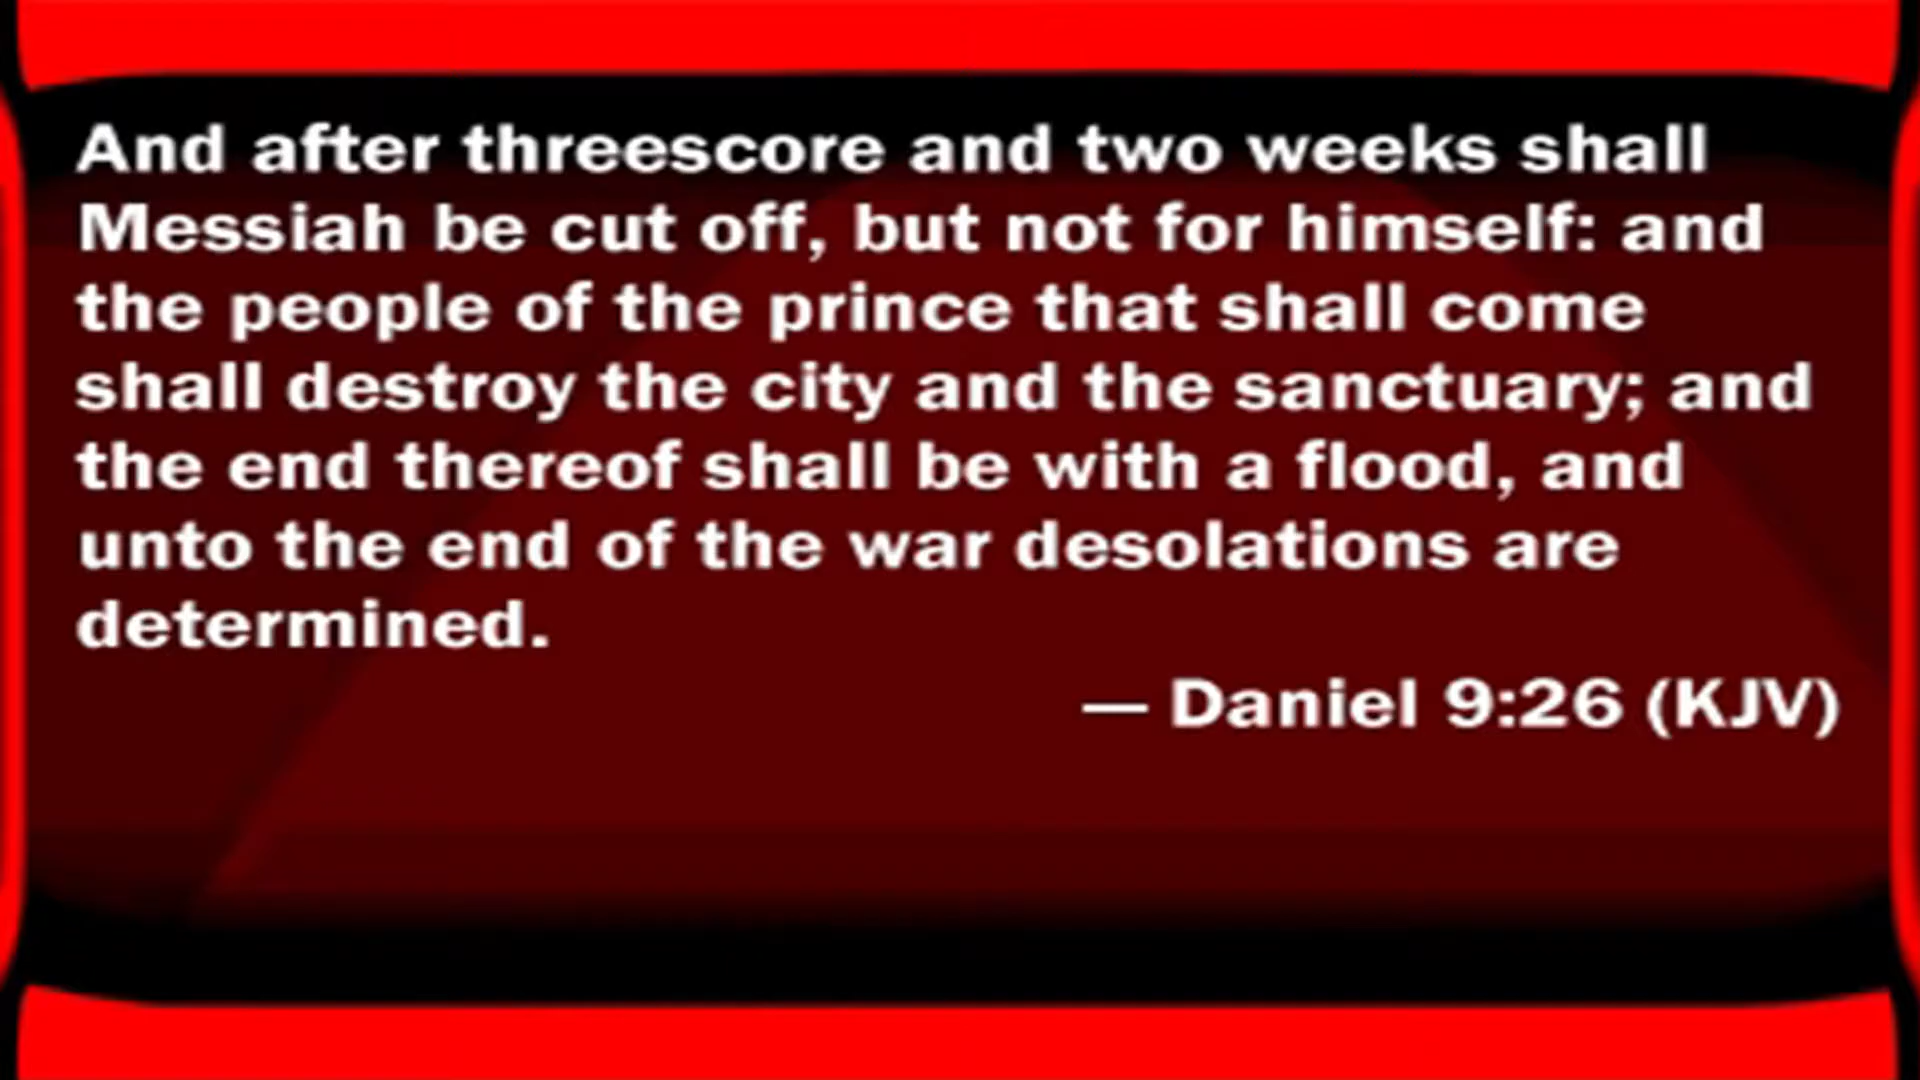 And after threescore and two weeks shall
Messiah be cut off, but not for himself: and
the people of the prince that shall come
shall destroy the city and the sanctuary; and
the end thereof shall be with a flood, and
unto the end of the war desolations are
determined.
— Daniel 9:26 (KJV)